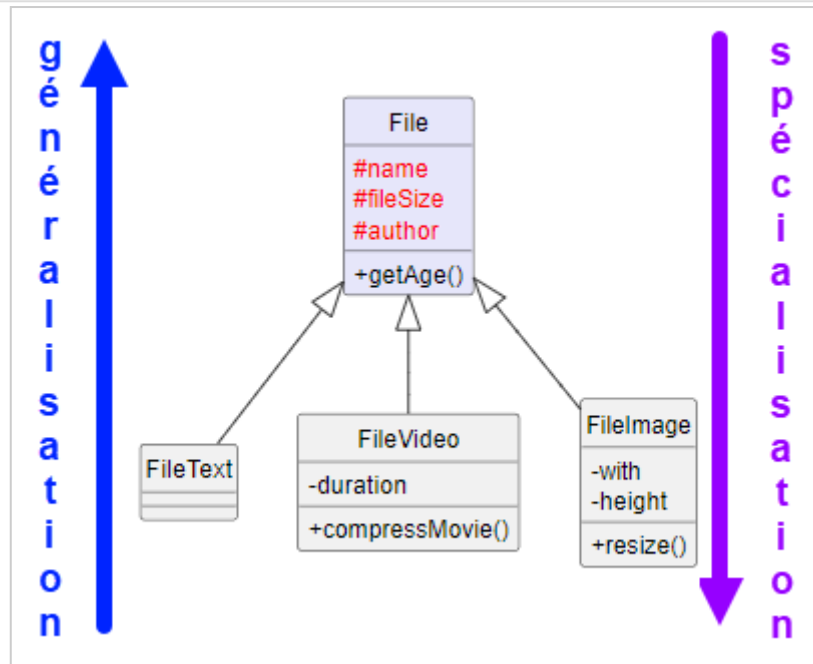 généralisation
spécialisation
File
#name
#fileSize
#author
+getAge()
FileText
FileVideo
-duration
+compressMovie()
FileImage
-with
-height
+resize()